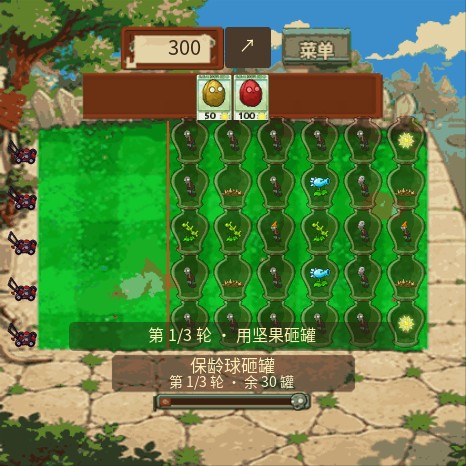 300
↗
菜单
50
100
第 1/3 轮 · 用坚果砸罐
保龄球砸罐
第 1/3 轮 · 余 30 罐